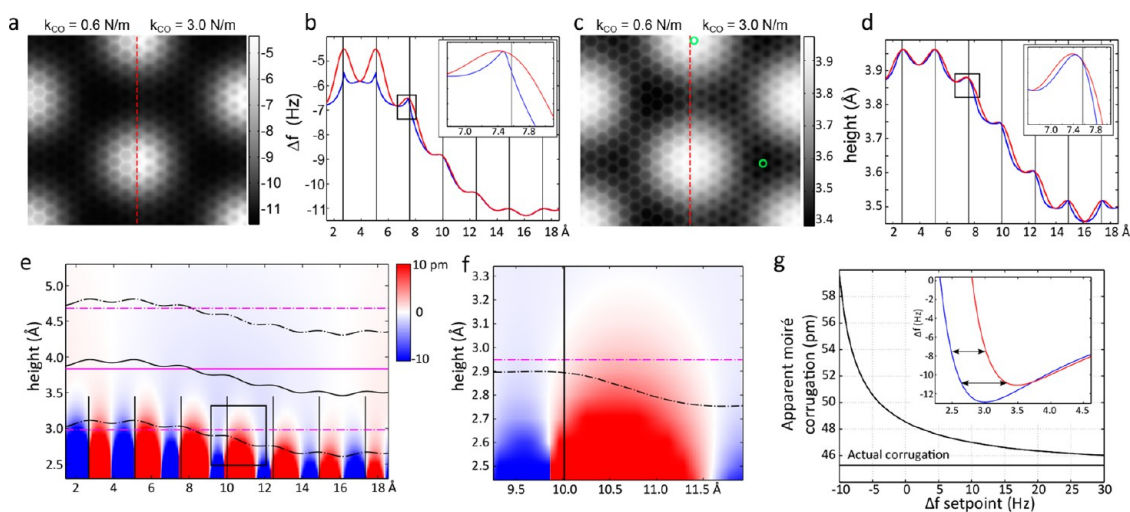 a
k_CO = 0.6 N/m k_CO = 3.0 N/m
-5
-6
-7
-8
-9
-10
-11
b
Δf (Hz)
-5
-6
-7
-8
-9
-10
-11
2 4 6 8 10 12 14 16 18 Å
7.0 7.4 7.8
c
k_CO = 0.6 N/m k_CO = 3.0 N/m
3.9
3.8
3.7
3.6
3.5
3.4
d
height (Å)
3.9
3.8
3.7
3.6
3.5
2 4 6 8 10 12 14 16 18 Å
7.0 7.4 7.8
e
height (Å)
5.0
4.5
4.0
3.5
3.0
2.5
2 4 6 8 10 12 14 16 18 Å
10 pm
-10
f
3.3
3.2
3.1
3.0
2.9
2.8
2.7
2.6
2.5
9.5 10.0 10.5 11.0 11.5 Å
g
Apparent moiré
corrugation (pm)
58
56
54
52
50
48
46
Actual corrugation
-10 -5 0 5 10 15 20 25 30
Δf setpoint (Hz)
Δf (Hz)
0
-2
-4
-6
-8
-10
-12
2.5 3.0 3.5 4.0 4.5